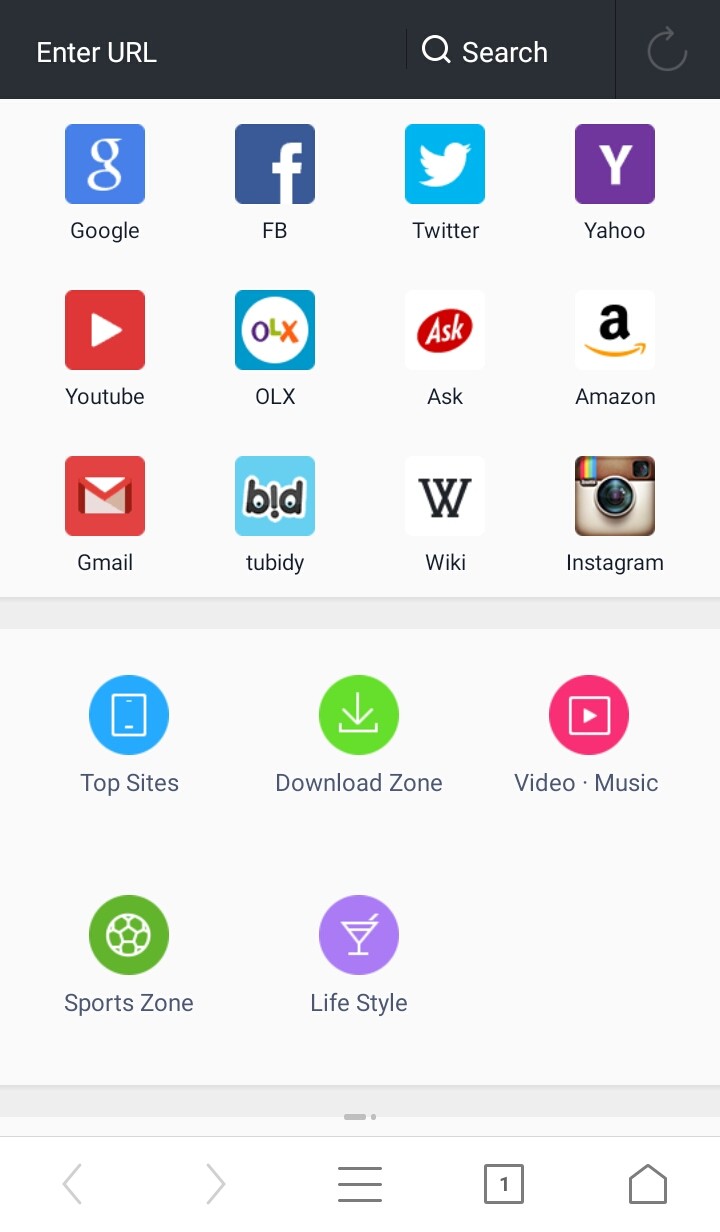 Enter URL Search
g f Y
Google FB Twitter Yahoo
OLX Ask a
Youtube OLX Ask Amazon
b!d W
Gmail tubidy Wiki Instagram
Top Sites Download Zone Video · Music
Sports Zone Life Style
1